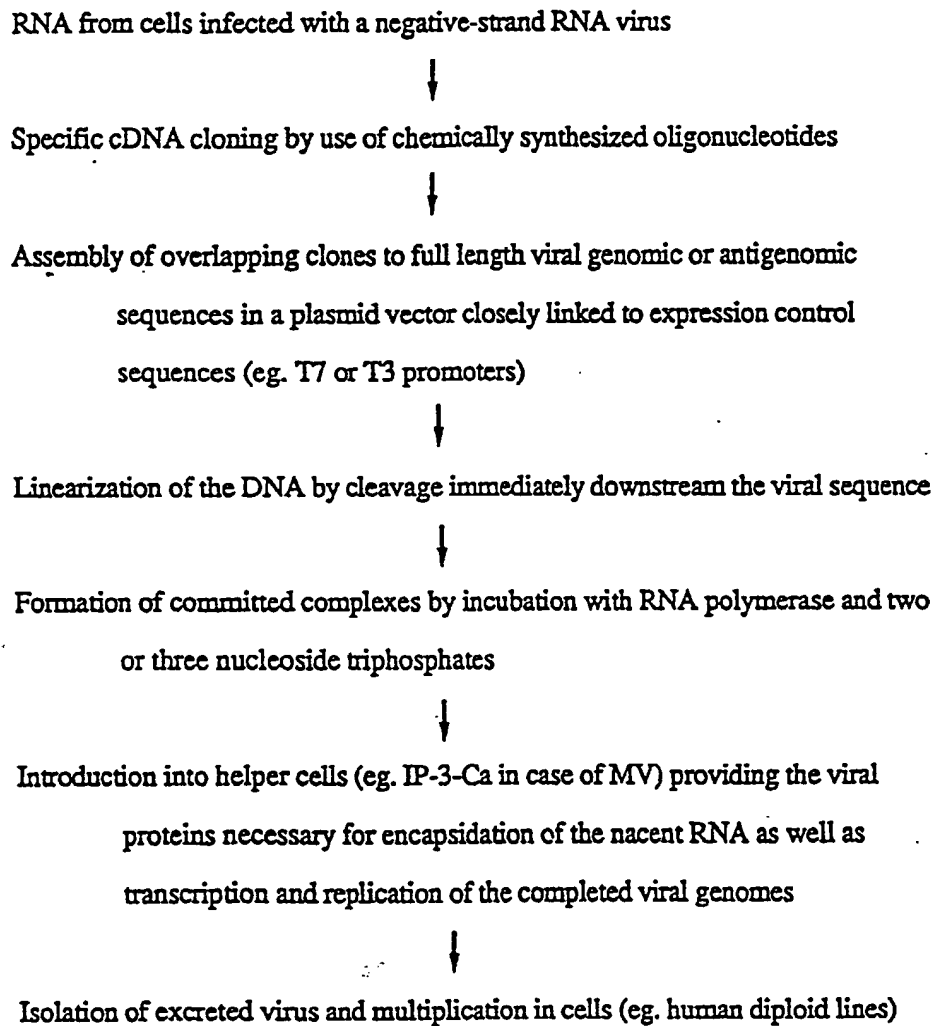 RNA from cells infected with a negative-strand RNA virus
Specific cDNA cloning by use of chemically synthesized oligonucleotides
Assembly of overlapping clones to full length viral genomic or antigenomic
sequences in a plasmid vector closely linked to expression control
sequences (eg. T7 or T3 promoters)
Linearization of the DNA by cleavage immediately downstream the viral sequence
Formation of committed complexes by incubation with RNA polymerase and two
or three nucleoside triphosphates
Introduction into helper cells (eg. IP-3-Ca in case of MV) providing the viral
proteins necessary for encapsidation of the nacent RNA as well as
transcription and replication of the completed viral genomes
Isolation of excreted virus and multiplication in cells (eg. human diploid lines)